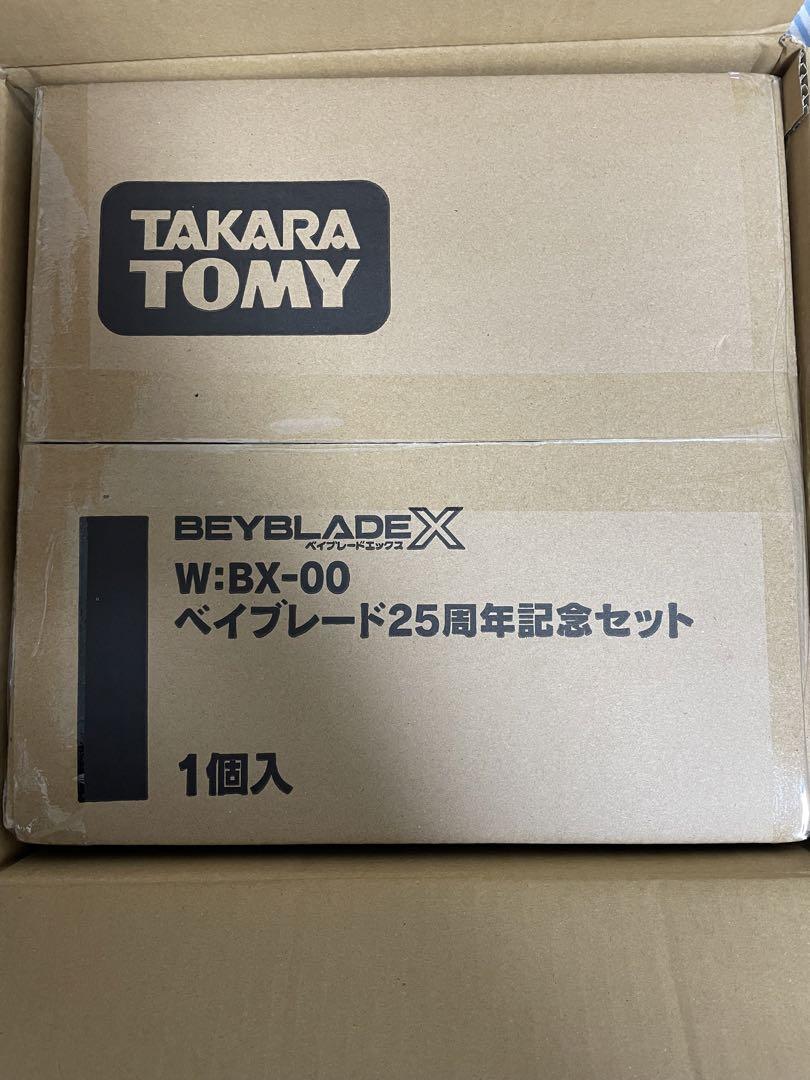 TAKARA
TOMY
BEYBLADE X
ベイブレードエックス
W:BX-00
ベイブレード25周年記念セット
1個入